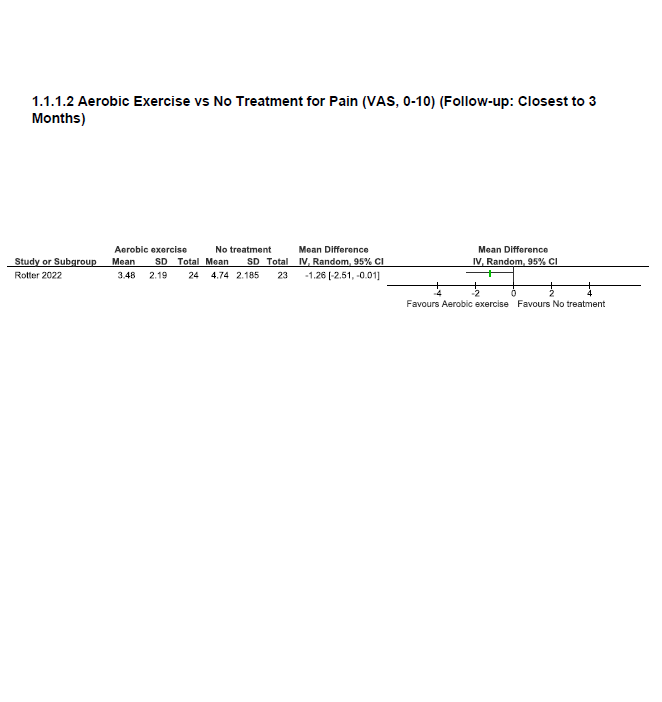 1.1.1.2 Aerobic Exercise vs No Treatment for Pain (VAS, 0-10) (Follow-up: Closest to 3
Months)
Aerobic exercise No treatment Mean Difference Mean Difference
Study or Subgroup Mean SD Total Mean SD Total IV, Random, 95% CI IV, Random, 95% CI
Rotter 2022 3.48 2.19 24 4.74 2.185 23 -1.26 [-2.51, -0.01]
-4 -2 0 2 4
Favours Aerobic exercise Favours No treatment